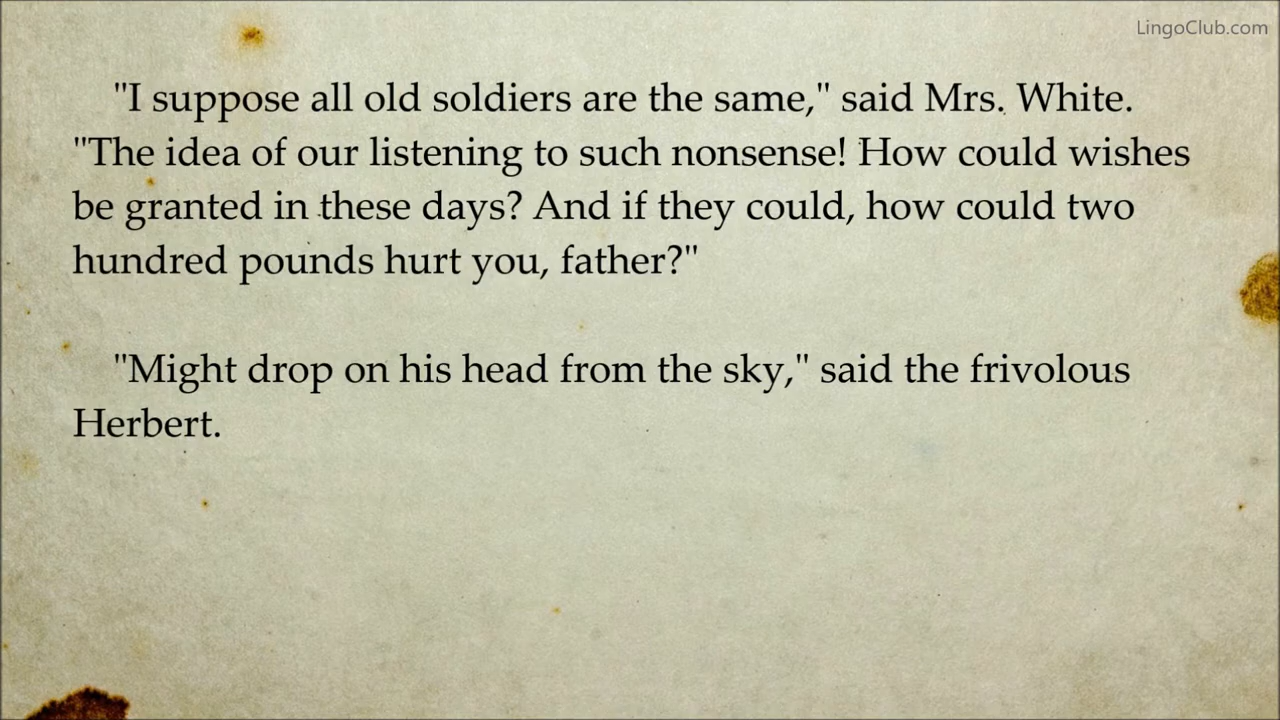 LingoClub.com
"I suppose all old soldiers are the same," said Mrs. White.
"The idea of our listening to such nonsense! How could wishes
be granted in these days? And if they could, how could two
hundred pounds hurt you, father?"
"Might drop on his head from the sky," said the frivolous
Herbert.